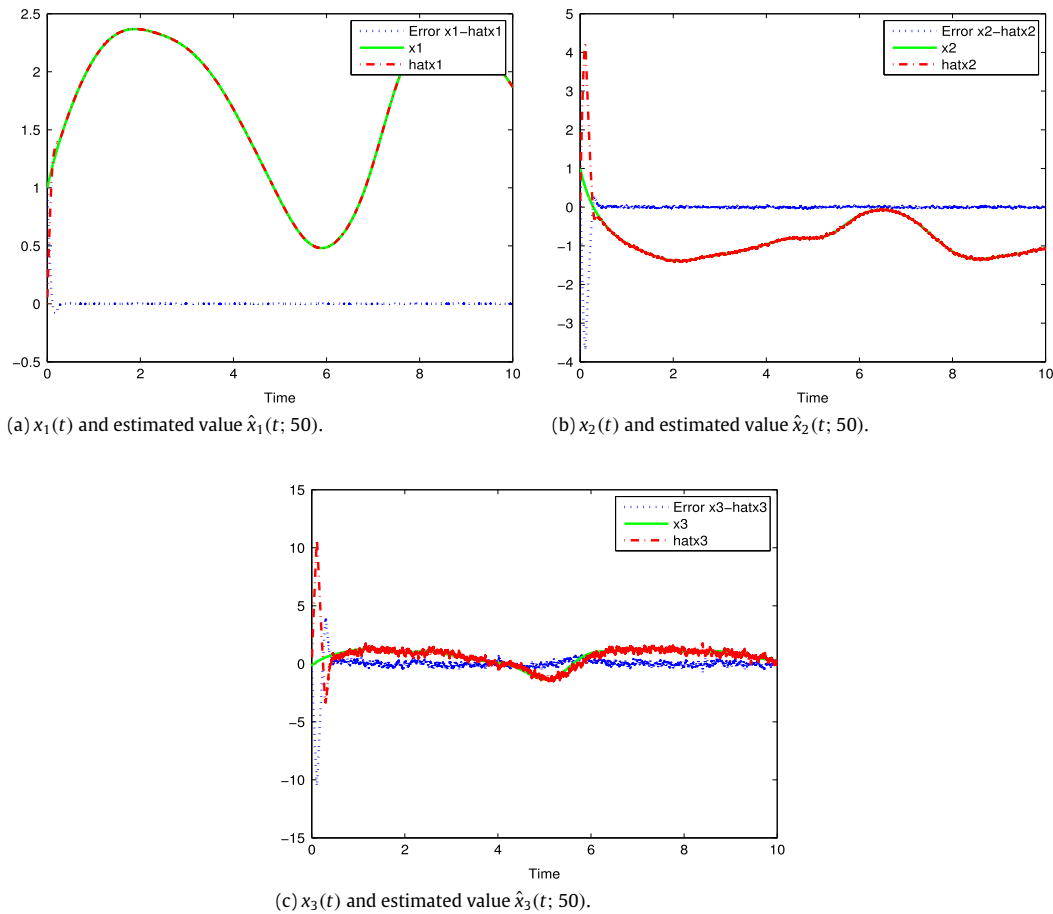 2.5
2
1.5
1
0.5
0
−0.5
0 2 4 6 8 10
Time
Error x1−hatx1
x1
hatx1
(a) x₁(t) and estimated value x̂₁(t; 50).
5
4
3
2
1
0
−1
−2
−3
−4
0 2 4 6 8 10
Time
Error x2−hatx2
x2
hatx2
(b) x₂(t) and estimated value x̂₂(t; 50).
15
10
5
0
−5
−10
−15
0 2 4 6 8 10
Time
Error x3−hatx3
x3
hatx3
(c) x₃(t) and estimated value x̂₃(t; 50).